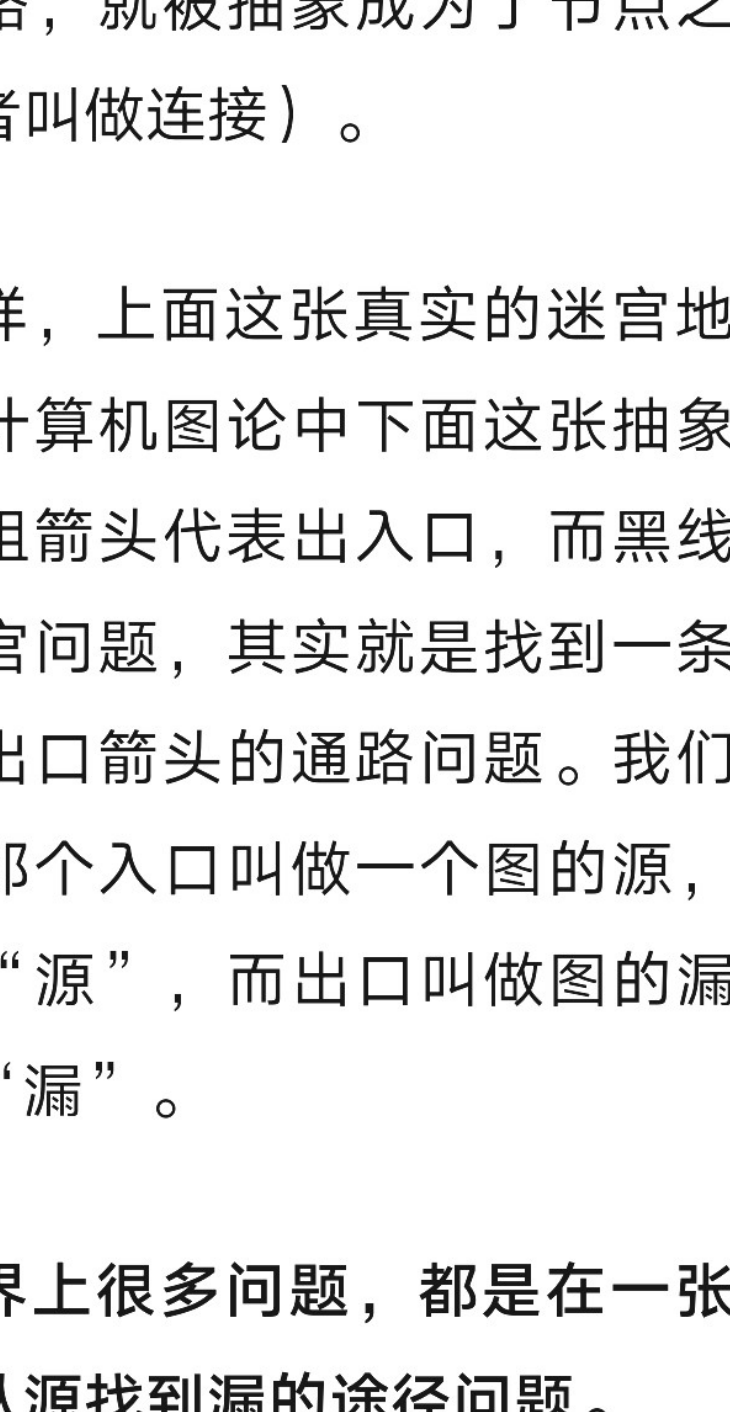 ，就被抽象成为了节点之
者叫做连接）。
样，上面这张真实的迷宫地
计算机图论中下面这张抽象
组箭头代表出入口，而黑线
宫问题，其实就是找到一条
出口箭头的通路问题。我们
那个入口叫做一个图的源，
“源”，而出口叫做图的漏
“漏”。
界上很多问题，都是在一张
从源找到漏的途径问题。